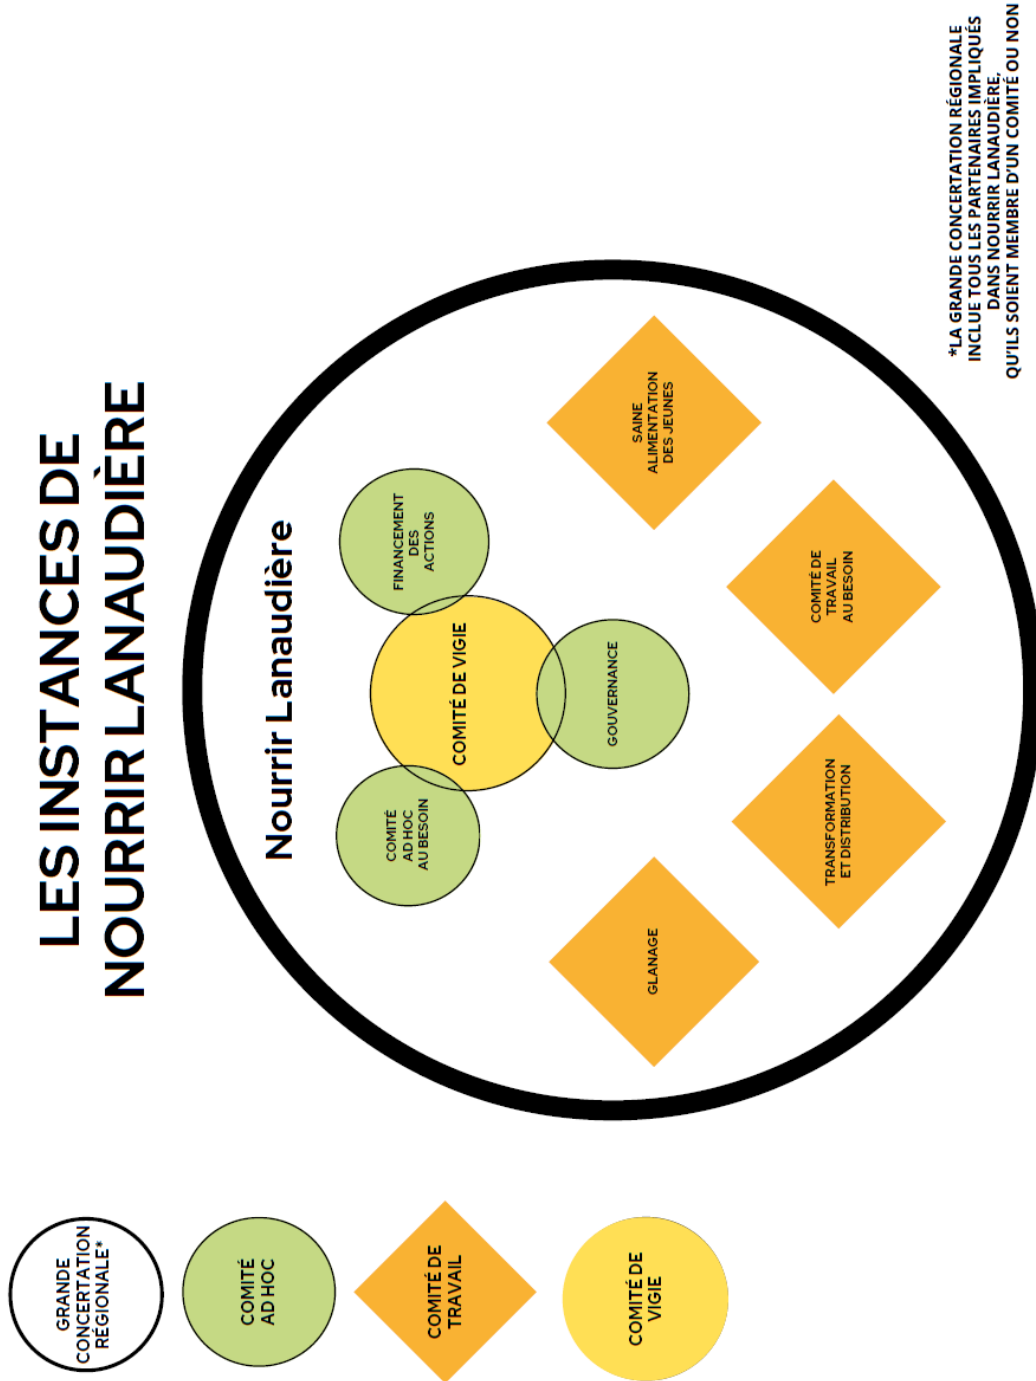 LES INSTANCES DE
NOURRIR LANAUDIÈRE
GRANDE
CONCERTATION
RÉGIONALE*
COMITÉ
AD HOC
COMITÉ DE
TRAVAIL
COMITÉ DE
VIGIE
Nourrir Lanaudière
COMITÉ
AD HOC
AU BESOIN
COMITÉ DE VIGIE
FINANCEMENT
DES
ACTIONS
GOUVERNANCE
GLANAGE
TRANSFORMATION
ET DISTRIBUTION
COMITÉ DE
TRAVAIL
AU BESOIN
SAINE
ALIMENTATION
DES JEUNES
*LA GRANDE CONCERTATION RÉGIONALE
INCLUE TOUS LES PARTENAIRES IMPLIQUÉS
DANS NOURRIR LANAUDIÈRE,
QU'ILS SOIENT MEMBRE D'UN COMITÉ OU NON